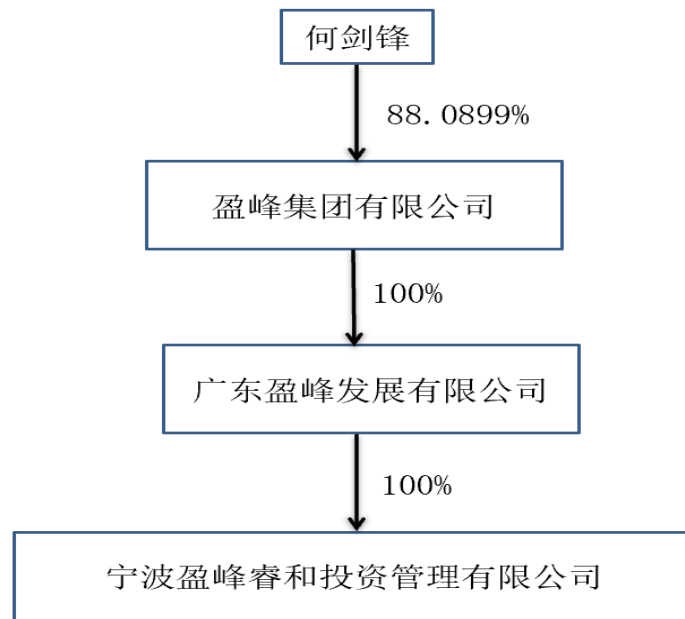 何剑锋
88.0899%
盈峰集团有限公司
100%
广东盈峰发展有限公司
100%
宁波盈峰睿和投资管理有限公司